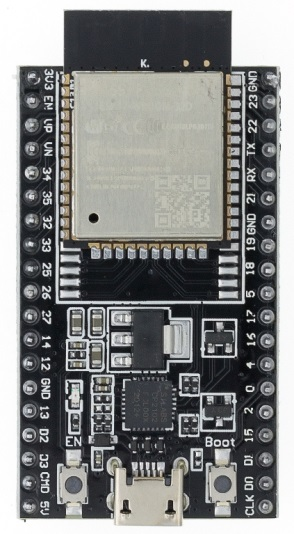 K.
3V3
EN
VP
VN
34
35
32
33
25
26
27
14
12
GND
13
D2
D3
CMD
5V
GND
23
22
TX
RX
21
GND
19
18
5
17
16
4
0
2
15
D1
D0
CLK
EN
Boot